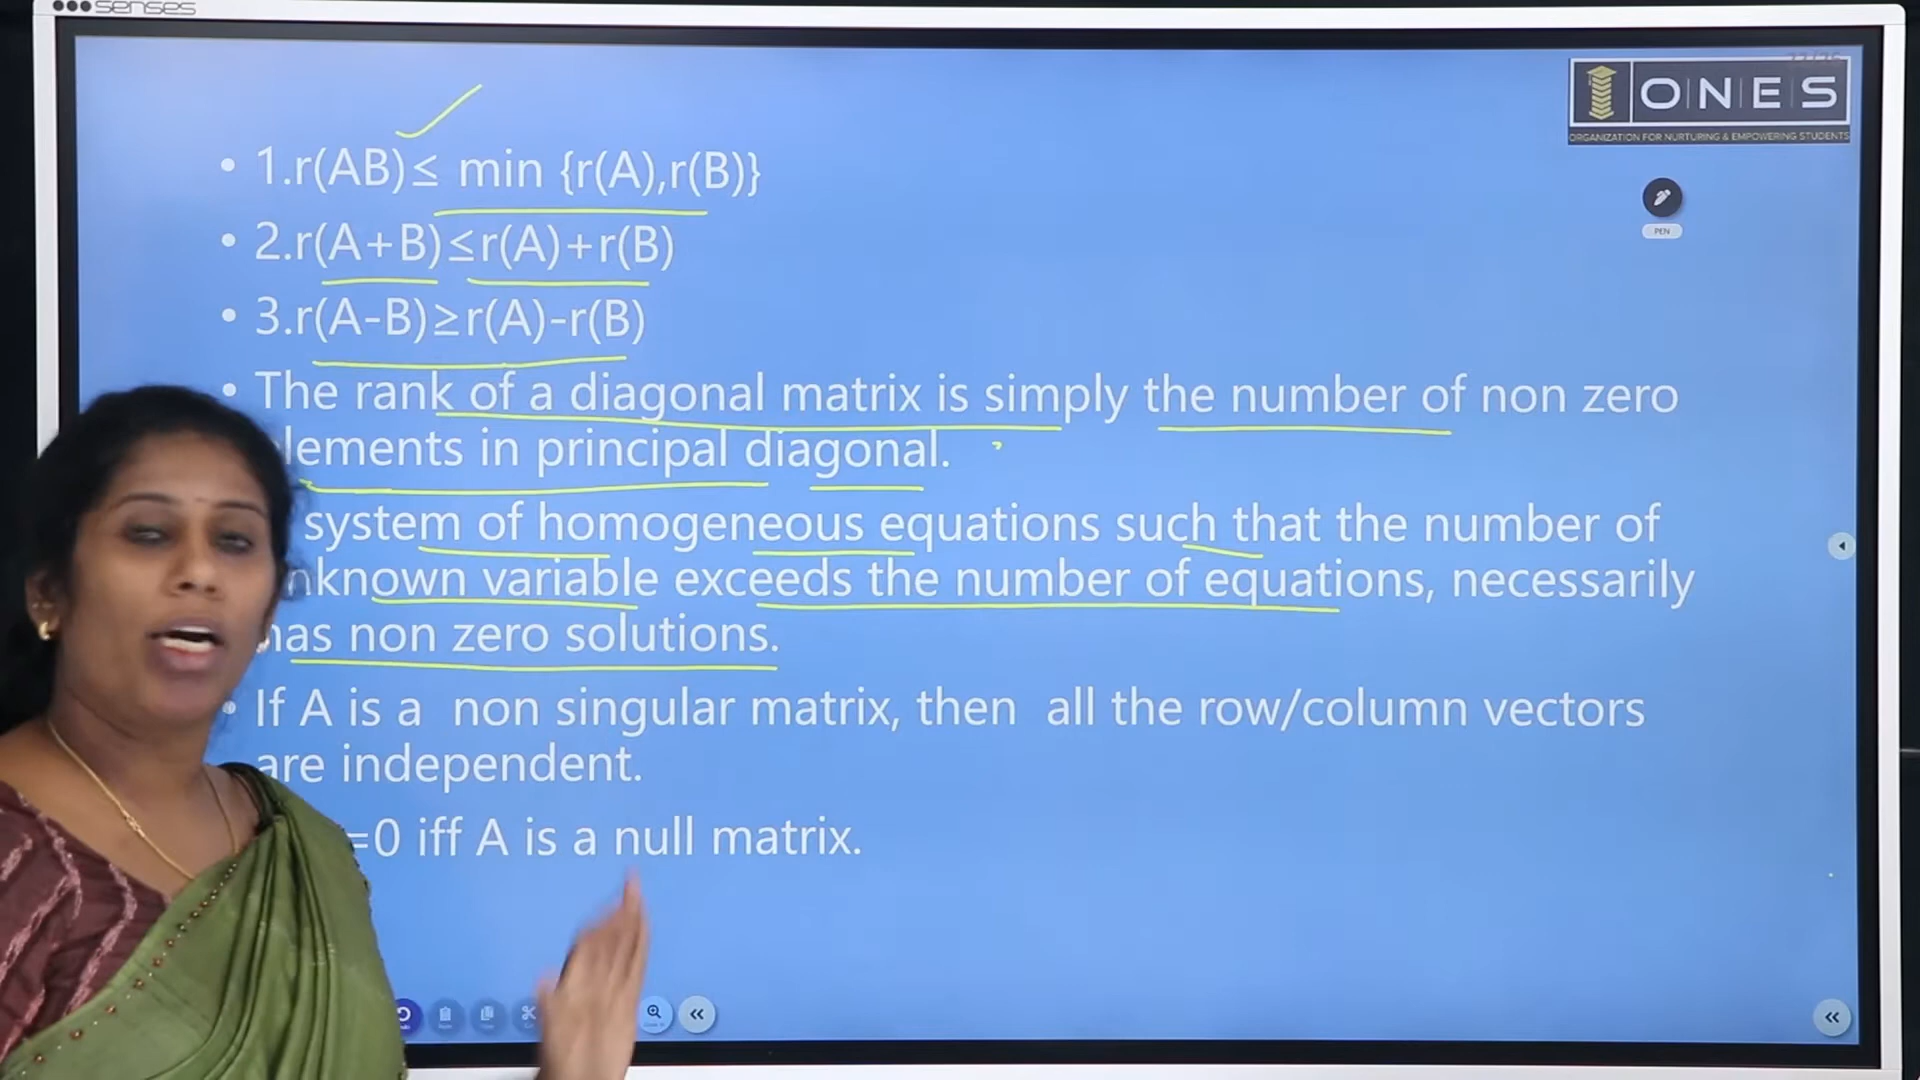 senses
ONES
ORGANIZATION FOR NURTURING & EMPOWERING STUDENTS
• 1.r(AB)≤ min {r(A),r(B)}
PEN
• 2.r(A+B)≤r(A)+r(B)
• 3.r(A-B)≥r(A)-r(B)
• The rank of a diagonal matrix is simply the number of non zero
lements in principal diagonal.
system of homogeneous equations such that the number of
nknown variable exceeds the number of equations, necessarily
has non zero solutions.
• If A is a non singular matrix, then all the row/column vectors
are independent.
=0 iff A is a null matrix.